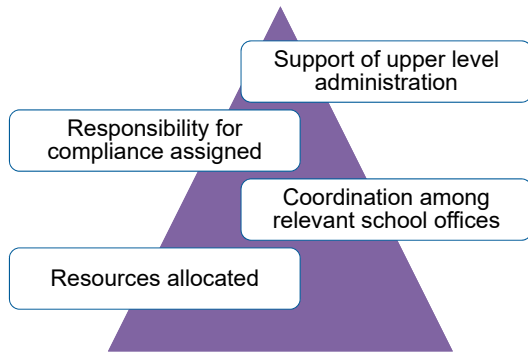 Support of upper level
administration
Responsibility for
compliance assigned
Coordination among
relevant school offices
Resources allocated